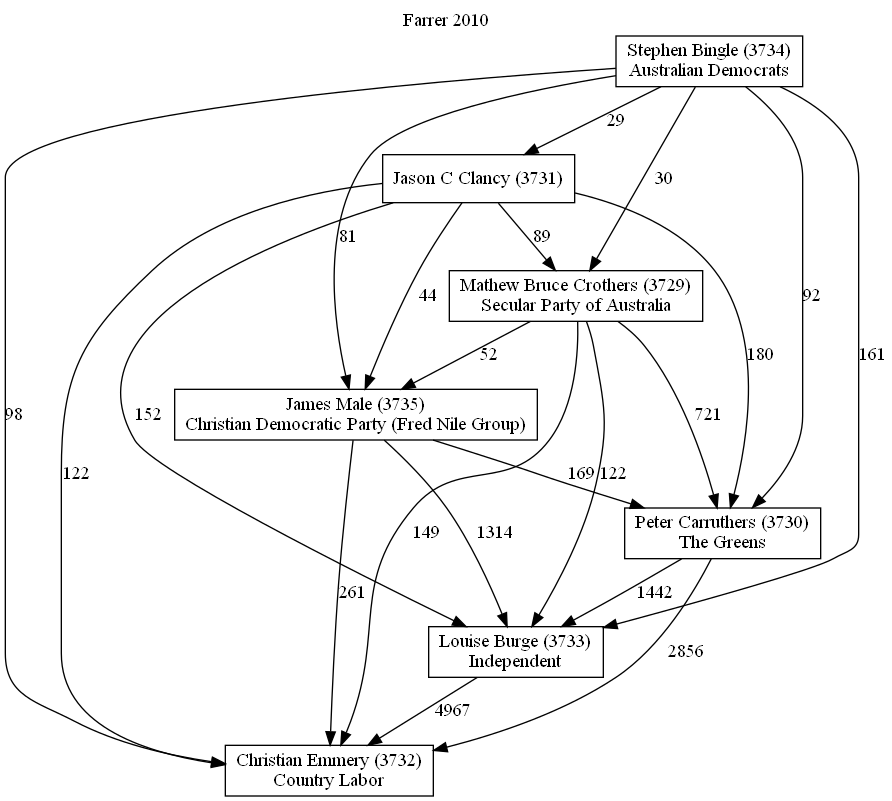 Farrer 2010
Stephen Bingle (3734)
Australian Democrats
29
Jason C Clancy (3731)
30
81
89
44
Mathew Bruce Crothers (3729)
Secular Party of Australia
92
52
180
161
James Male (3735)
Christian Democratic Party (Fred Nile Group)
98
152
721
122
169
122
Peter Carruthers (3730)
The Greens
149
1314
261
1442
Louise Burge (3733)
Independent
2856
4967
Christian Emmery (3732)
Country Labor